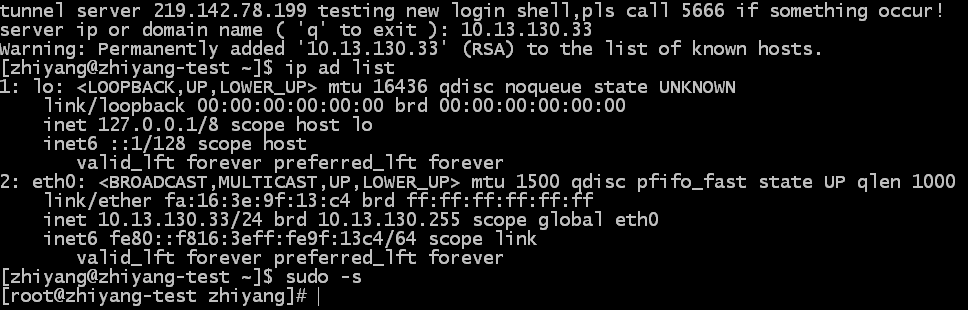 tunnel server 219.142.78.199 testing new login shell,pls call 5666 if something occur!
server ip or domain name ( 'q' to exit ): 10.13.130.33
Warning: Permanently added '10.13.130.33' (RSA) to the list of known hosts.
[zhiyang@zhiyang-test ~]$ ip ad list
1: lo: <LOOPBACK,UP,LOWER_UP> mtu 16436 qdisc noqueue state UNKNOWN
    link/loopback 00:00:00:00:00:00 brd 00:00:00:00:00:00
    inet 127.0.0.1/8 scope host lo
    inet6 ::1/128 scope host
       valid_lft forever preferred_lft forever
2: eth0: <BROADCAST,MULTICAST,UP,LOWER_UP> mtu 1500 qdisc pfifo_fast state UP qlen 1000
    link/ether fa:16:3e:9f:13:c4 brd ff:ff:ff:ff:ff:ff
    inet 10.13.130.33/24 brd 10.13.130.255 scope global eth0
    inet6 fe80::f816:3eff:fe9f:13c4/64 scope link
       valid_lft forever preferred_lft forever
[zhiyang@zhiyang-test ~]$ sudo -s
[root@zhiyang-test zhiyang]#